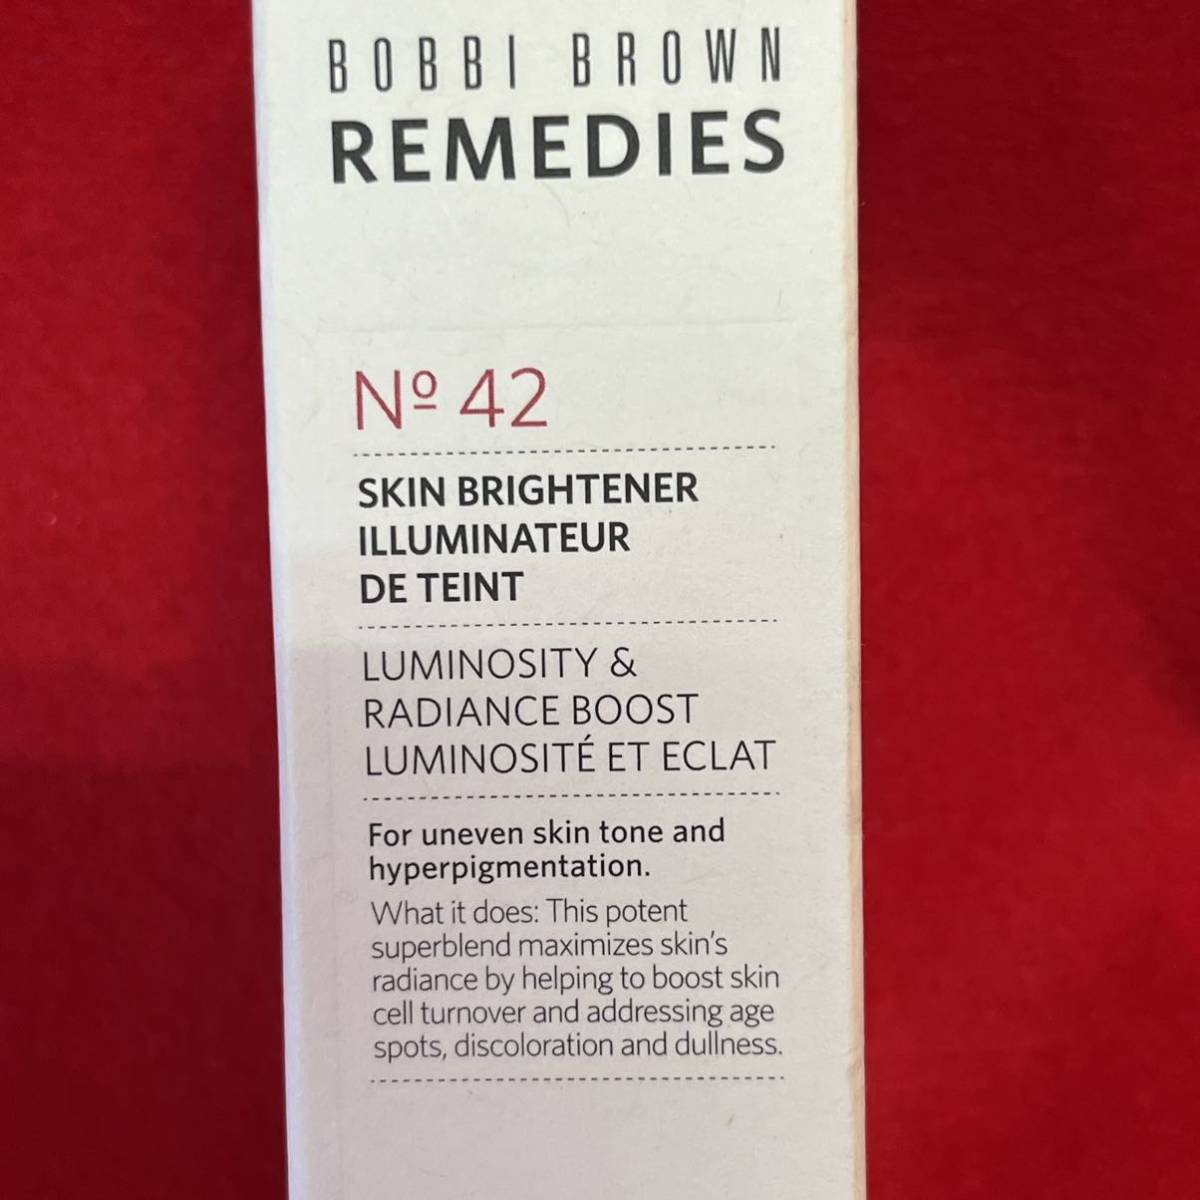 BOBBI BROWN
REMEDIES
Nº 42
SKIN BRIGHTENER
ILLUMINATEUR
DE TEINT
LUMINOSITY &
RADIANCE BOOST
LUMINOSITÉ ET ECLAT
For uneven skin tone and
hyperpigmentation.
What it does: This potent
superblend maximizes skin's
radiance by helping to boost skin
cell turnover and addressing age
spots, discoloration and dullness.